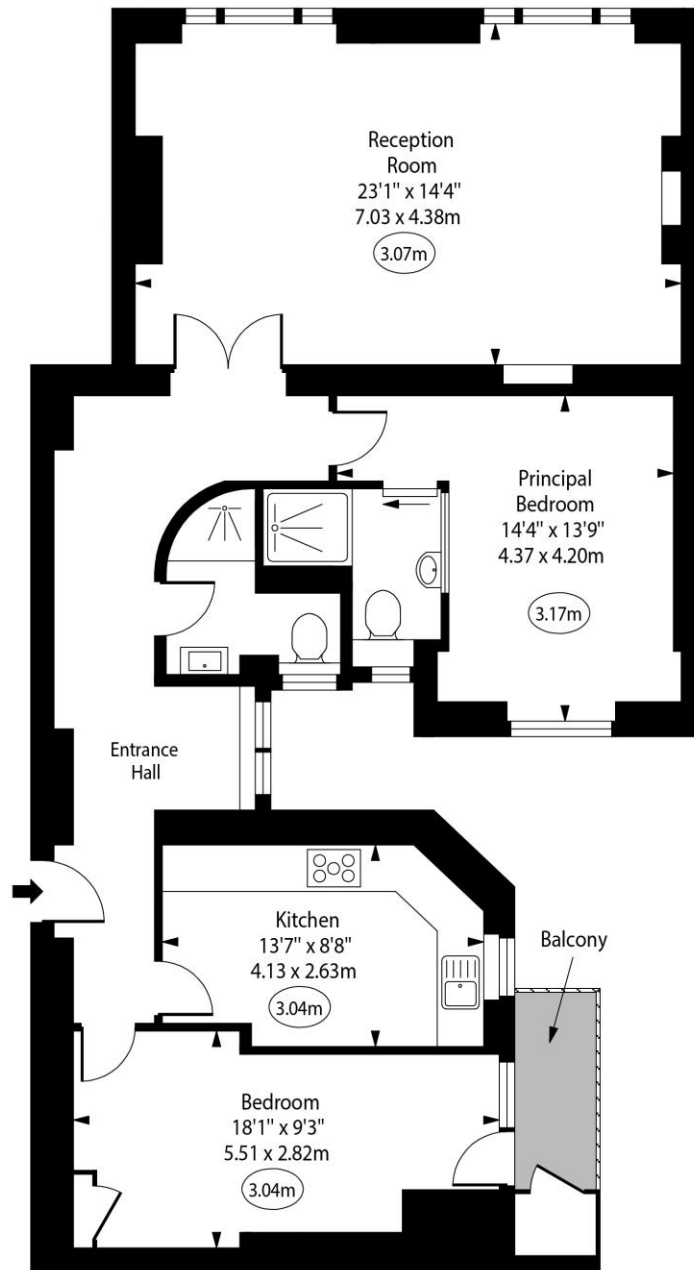 Reception
Room
23'1" x 14'4"
7.03 x 4.38m
3.07m
Principal
Bedroom
14'4" x 13'9"
4.37 x 4.20m
3.17m
Entrance
Hall
Kitchen
13'7" x 8'8"
4.13 x 2.63m
3.04m
Balcony
Bedroom
18'1" x 9'3"
5.51 x 2.82m
3.04m